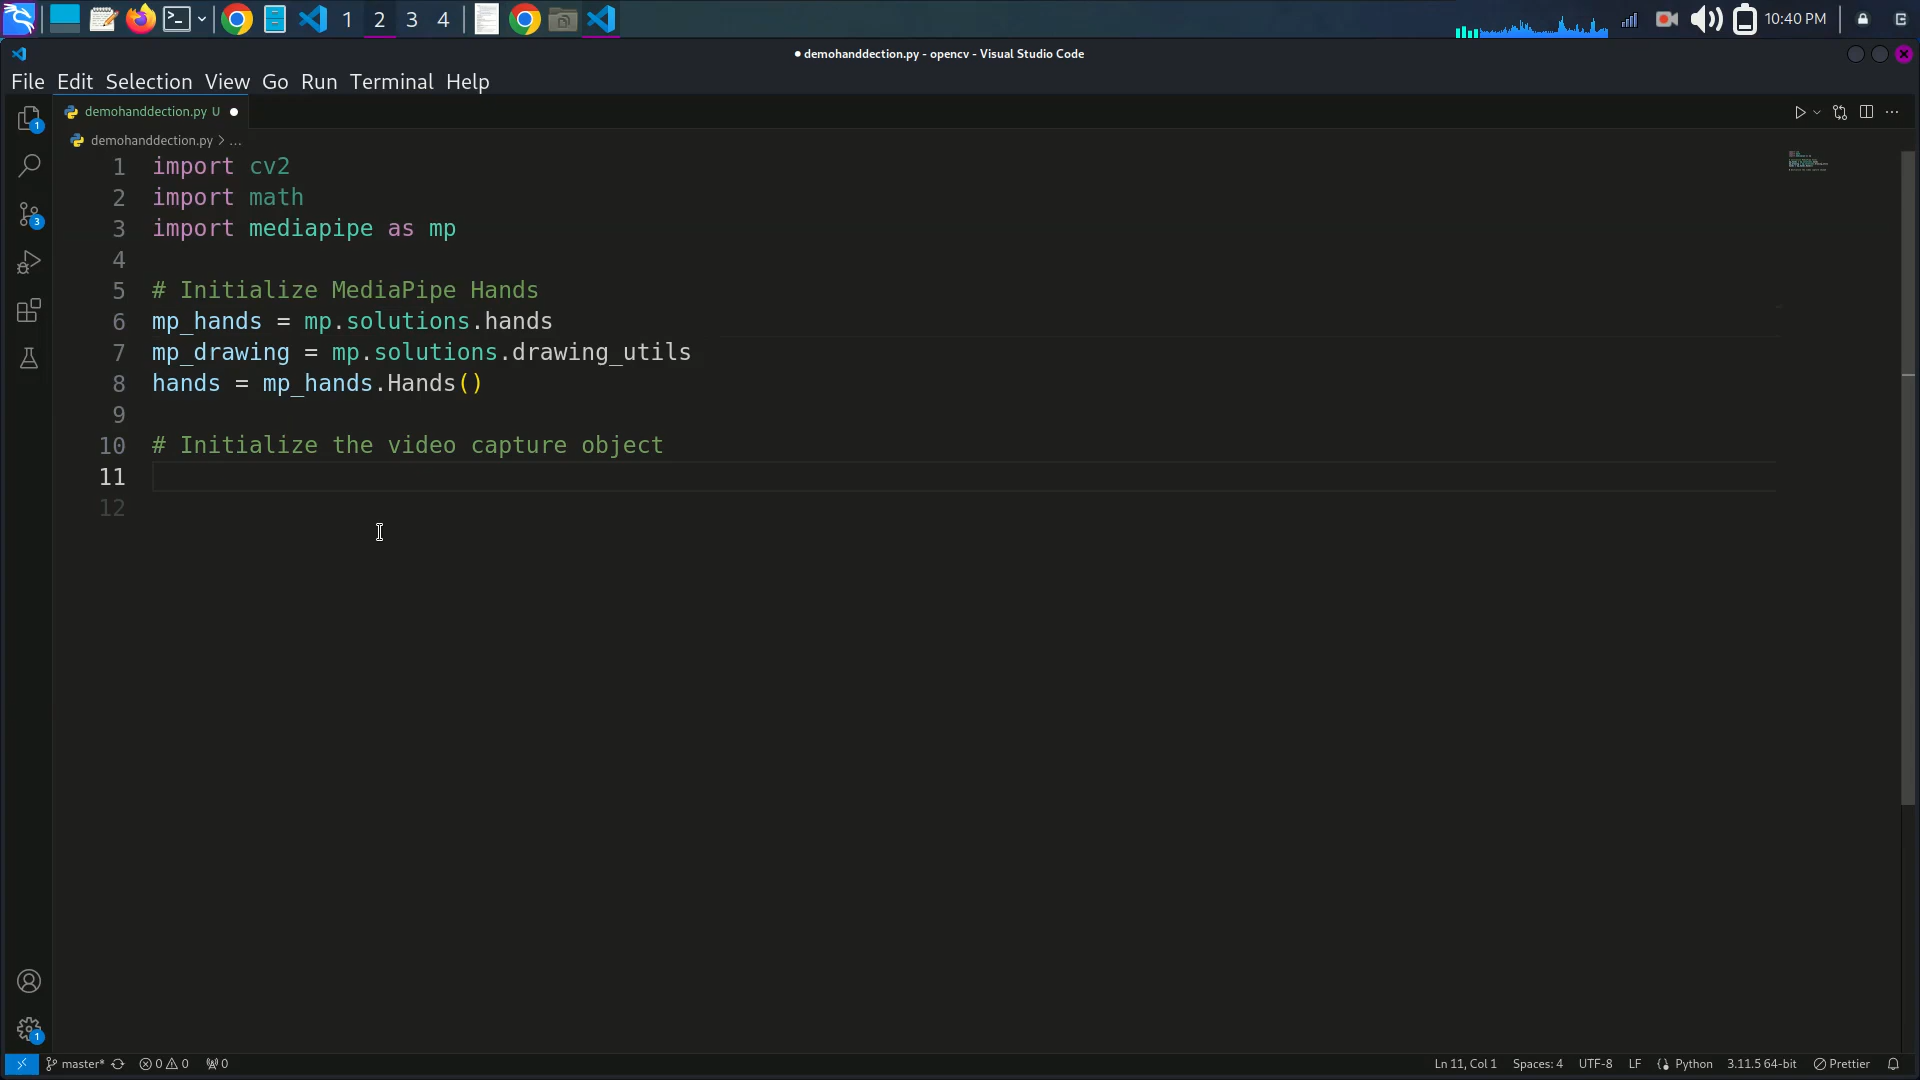 1 2 3 4 10:40 PM
● demohanddection.py - opencv - Visual Studio Code
File Edit Selection View Go Run Terminal Help
demohanddection.py U ●
demohanddection.py > ...
1 import cv2
2 import math
3 import mediapipe as mp
4
5 # Initialize MediaPipe Hands
6 mp_hands = mp.solutions.hands
7 mp_drawing = mp.solutions.drawing_utils
8 hands = mp_hands.Hands()
9
10 # Initialize the video capture object
11
12
1
3
1
master* 0 0 0 Ln 11, Col 1 Spaces: 4 UTF-8 LF Python 3.11.5 64-bit Prettier